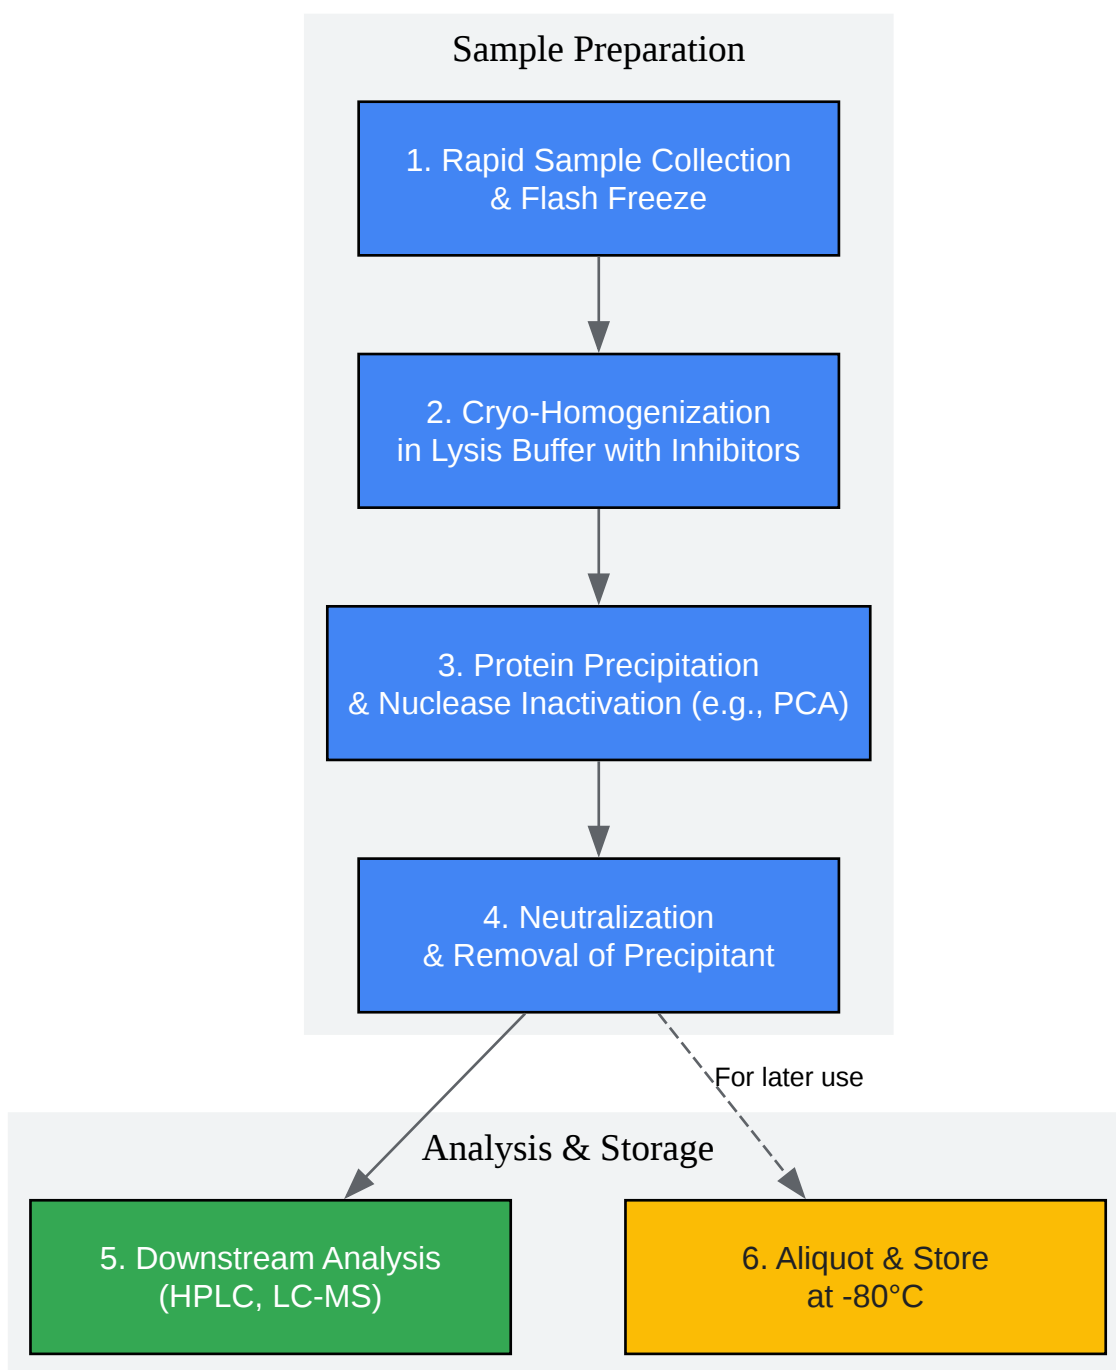 Sample Preparation
1. Rapid Sample Collection
& Flash Freeze
2. Cryo-Homogenization
in Lysis Buffer with Inhibitors
3. Protein Precipitation
& Nuclease Inactivation (e.g., PCA)
4. Neutralization
& Removal of Precipitant
For later use
Analysis & Storage
5. Downstream Analysis
(HPLC, LC-MS)
6. Aliquot & Store
at -80°C